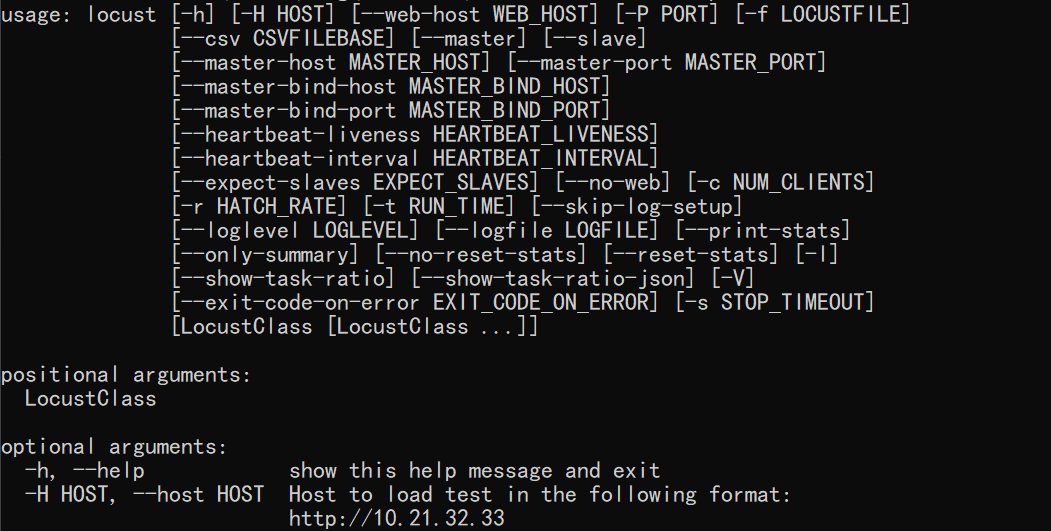 usage: locust [-h] [-H HOST] [--web-host WEB_HOST] [-P PORT] [-f LOCUSTFILE]
[--csv CSVFILEBASE] [--master] [--slave]
[--master-host MASTER_HOST] [--master-port MASTER_PORT]
[--master-bind-host MASTER_BIND_HOST]
[--master-bind-port MASTER_BIND_PORT]
[--heartbeat-liveness HEARTBEAT_LIVENESS]
[--heartbeat-interval HEARTBEAT_INTERVAL]
[--expect-slaves EXPECT_SLAVES] [--no-web] [-c NUM_CLIENTS]
[-r HATCH_RATE] [-t RUN_TIME] [--skip-log-setup]
[--loglevel LOGLEVEL] [--logfile LOGFILE] [--print-stats]
[--only-summary] [--no-reset-stats] [--reset-stats] [-l]
[--show-task-ratio] [--show-task-ratio-json] [-V]
[--exit-code-on-error EXIT_CODE_ON_ERROR] [-s STOP_TIMEOUT]
[LocustClass [LocustClass ...]]
positional arguments:
LocustClass
optional arguments:
-h, --help show this help message and exit
-H HOST, --host HOST Host to load test in the following format:
http://10.21.32.33